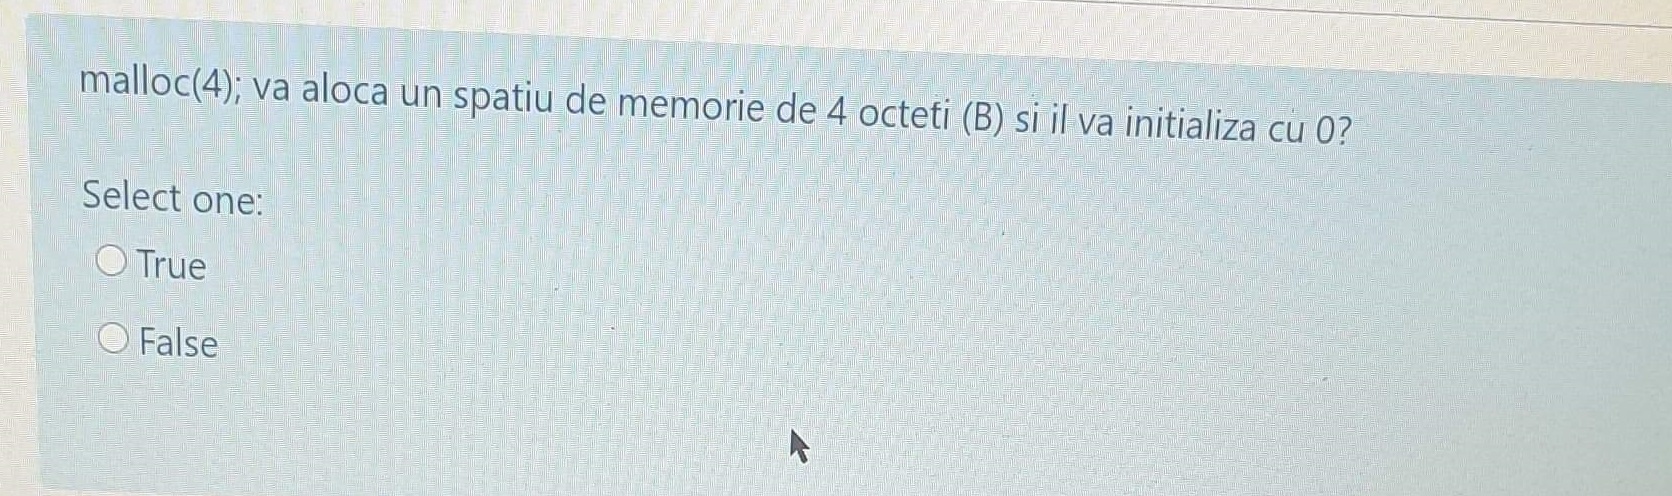 malloc(4); va aloca un spatiu de memorie de 4 octeti (B) si il va initializa cu 0?
Select one:
True
False